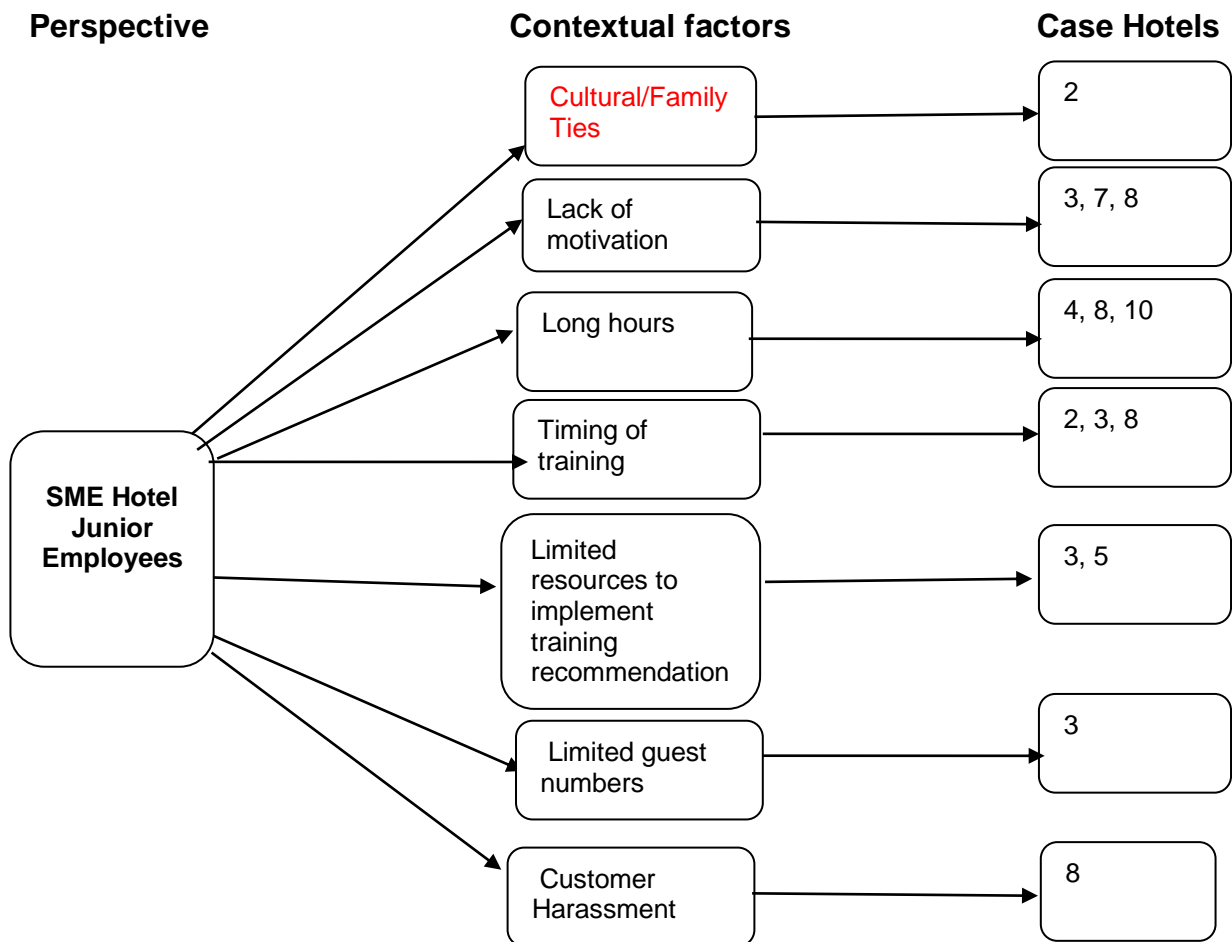 Perspective Contextual factors Case Hotels
Cultural/Family
Ties
2
Lack of
motivation
3, 7, 8
Long hours
4, 8, 10
Timing of
training
2, 3, 8
SME Hotel
Junior
Employees
Limited
resources to
implement
training
recommendation
3, 5
Limited guest
numbers
3
Customer
Harassment
8